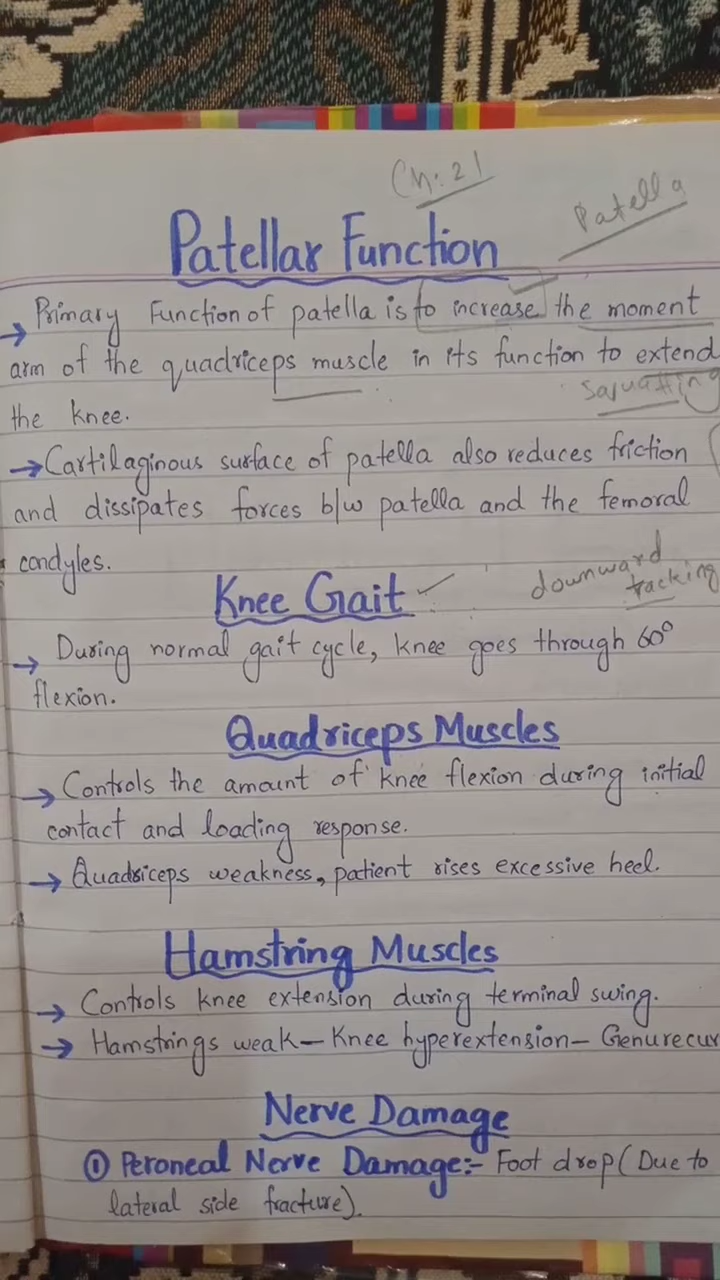 Ch: 21
Patella
Patellar Function
→ Primary Function of patella is to increase the moment
arm of the quadriceps muscle in its function to extend
squatting
the knee.
→ Cartilaginous surface of patella also reduces friction
and dissipates forces b/w patella and the femoral
condyles.
downward
tracking
Knee Gait ✓
→ During normal gait cycle, knee goes through 60°
flexion.
Quadriceps Muscles
→ Controls the amount of knee flexion during initial
contact and loading response.
→ Quadriceps weakness, patient rises excessive heel.
Hamstring Muscles
→ Controls knee extension during terminal swing.
→ Hamstrings weak – Knee hyperextension – Genurecur
Nerve Damage
① Peroneal Nerve Damage:- Foot drop (Due to
lateral side fracture).